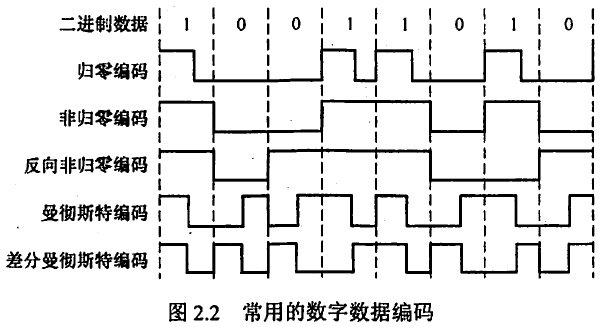 二进制数据 1 0 0 1 1 0 1 0
归零编码
非归零编码
反向非归零编码
曼彻斯特编码
差分曼彻斯特编码
图 2.2 常用的数字数据编码